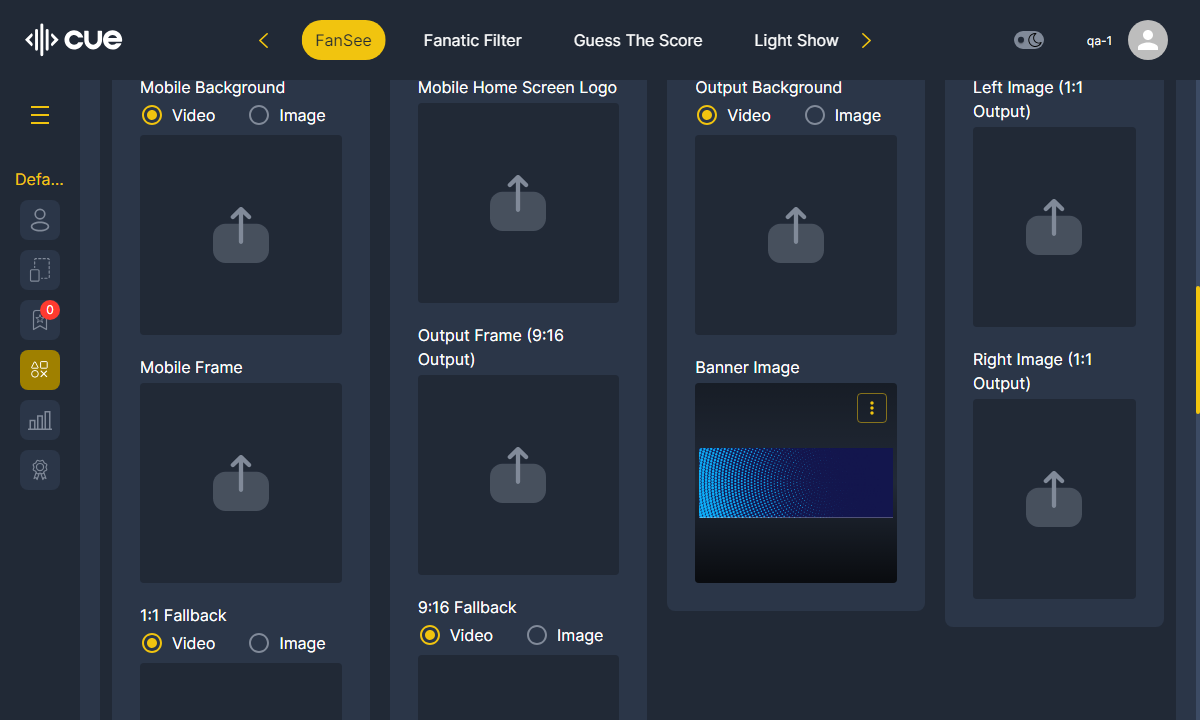 cue
FanSee
Fanatic Filter
Guess The Score
Light Show
qa-1
Defa...
0
Mobile Background
Video
Image
Mobile Frame
1:1 Fallback
Video
Image
Mobile Home Screen Logo
Output Frame (9:16
Output)
9:16 Fallback
Video
Image
Output Background
Video
Image
Banner Image
Left Image (1:1
Output)
Right Image (1:1
Output)